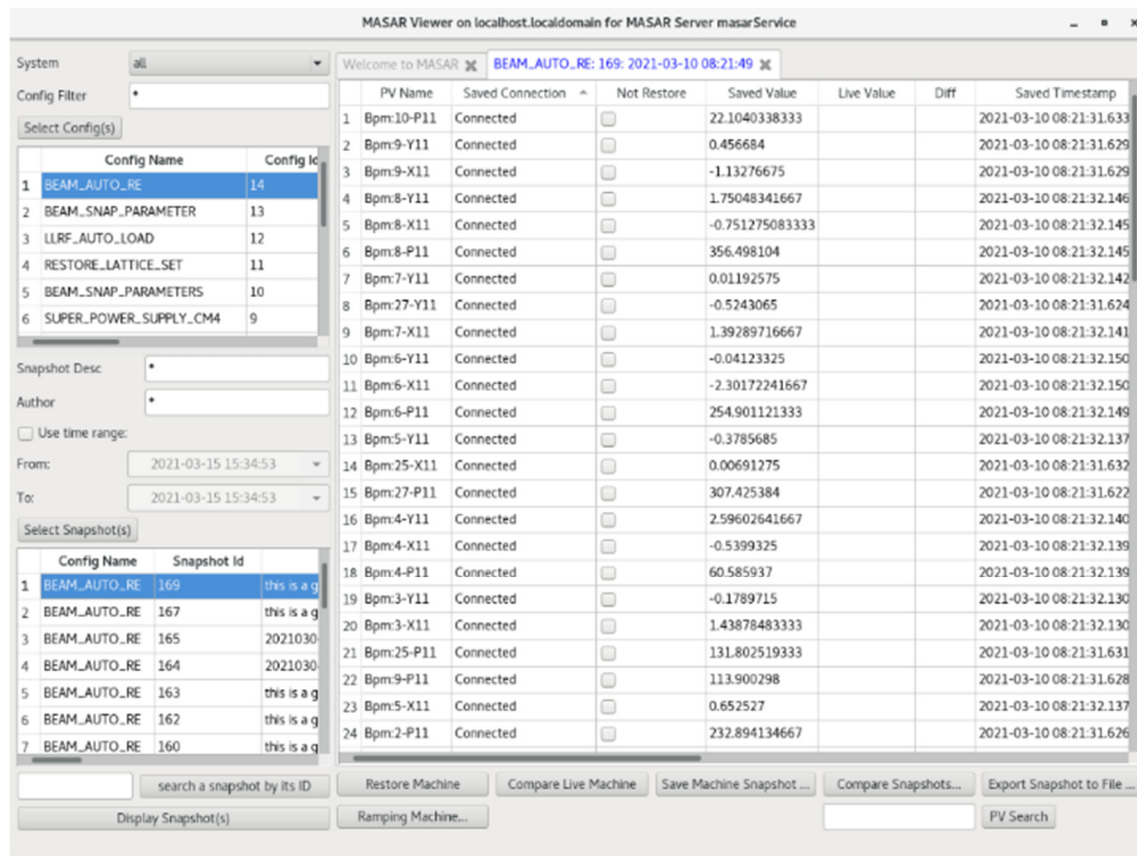 MASAR Viewer on localhost.localdomain for MASAR Server masarService
System all
Config Filter *
Select Config(s)
Config Name Config Id
1 BEAM_AUTO_RE 14
2 BEAM_SNAP_PARAMETER 13
3 LLRF_AUTO_LOAD 12
4 RESTORE_LATTICE_SET 11
5 BEAM_SNAP_PARAMETERS 10
6 SUPER_POWER_SUPPLY_CM4 9
Snapshot Desc *
Author *
Use time range:
From: 2021-03-15 15:34:53
To: 2021-03-15 15:34:53
Select Snapshot(s)
Config Name Snapshot Id
1 BEAM_AUTO_RE 169 this is a g
2 BEAM_AUTO_RE 167 this is a g
3 BEAM_AUTO_RE 165 2021030
4 BEAM_AUTO_RE 164 2021030
5 BEAM_AUTO_RE 163 this is a g
6 BEAM_AUTO_RE 162 this is a g
7 BEAM_AUTO_RE 160 this is a g
search a snapshot by its ID
Display Snapshot(s)
Welcome to MASAR BEAM_AUTO_RE: 169: 2021-03-10 08:21:49
PV Name Saved Connection Not Restore Saved Value Live Value Diff Saved Timestamp
1 Bpm:10-P11 Connected 22.1040338333 2021-03-10 08:21:31.633
2 Bpm:9-Y11 Connected 0.456684 2021-03-10 08:21:31.629
3 Bpm:9-X11 Connected -1.13276675 2021-03-10 08:21:31.629
4 Bpm:8-Y11 Connected 1.75048341667 2021-03-10 08:21:32.146
5 Bpm:8-X11 Connected -0.751275083333 2021-03-10 08:21:32.145
6 Bpm:8-P11 Connected 356.498104 2021-03-10 08:21:32.145
7 Bpm:7-Y11 Connected 0.01192575 2021-03-10 08:21:32.142
8 Bpm:27-Y11 Connected -0.5243065 2021-03-10 08:21:31.624
9 Bpm:7-X11 Connected 1.39289716667 2021-03-10 08:21:32.141
10 Bpm:6-Y11 Connected -0.04123325 2021-03-10 08:21:32.150
11 Bpm:6-X11 Connected -2.30172241667 2021-03-10 08:21:32.150
12 Bpm:6-P11 Connected 254.901121333 2021-03-10 08:21:32.149
13 Bpm:5-Y11 Connected -0.3785685 2021-03-10 08:21:32.137
14 Bpm:25-X11 Connected 0.00691275 2021-03-10 08:21:31.632
15 Bpm:27-P11 Connected 307.425384 2021-03-10 08:21:31.622
16 Bpm:4-Y11 Connected 2.59602641667 2021-03-10 08:21:32.140
17 Bpm:4-X11 Connected -0.5399325 2021-03-10 08:21:32.139
18 Bpm:4-P11 Connected 60.585937 2021-03-10 08:21:32.139
19 Bpm:3-Y11 Connected -0.1789715 2021-03-10 08:21:32.130
20 Bpm:3-X11 Connected 1.43878483333 2021-03-10 08:21:32.130
21 Bpm:25-P11 Connected 131.802519333 2021-03-10 08:21:31.631
22 Bpm:9-P11 Connected 113.900298 2021-03-10 08:21:31.628
23 Bpm:5-X11 Connected 0.652527 2021-03-10 08:21:32.137
24 Bpm:2-P11 Connected 232.894134667 2021-03-10 08:21:31.626
Restore Machine Compare Live Machine Save Machine Snapshot ... Compare Snapshots... Export Snapshot to File ...
Ramping Machine... PV Search